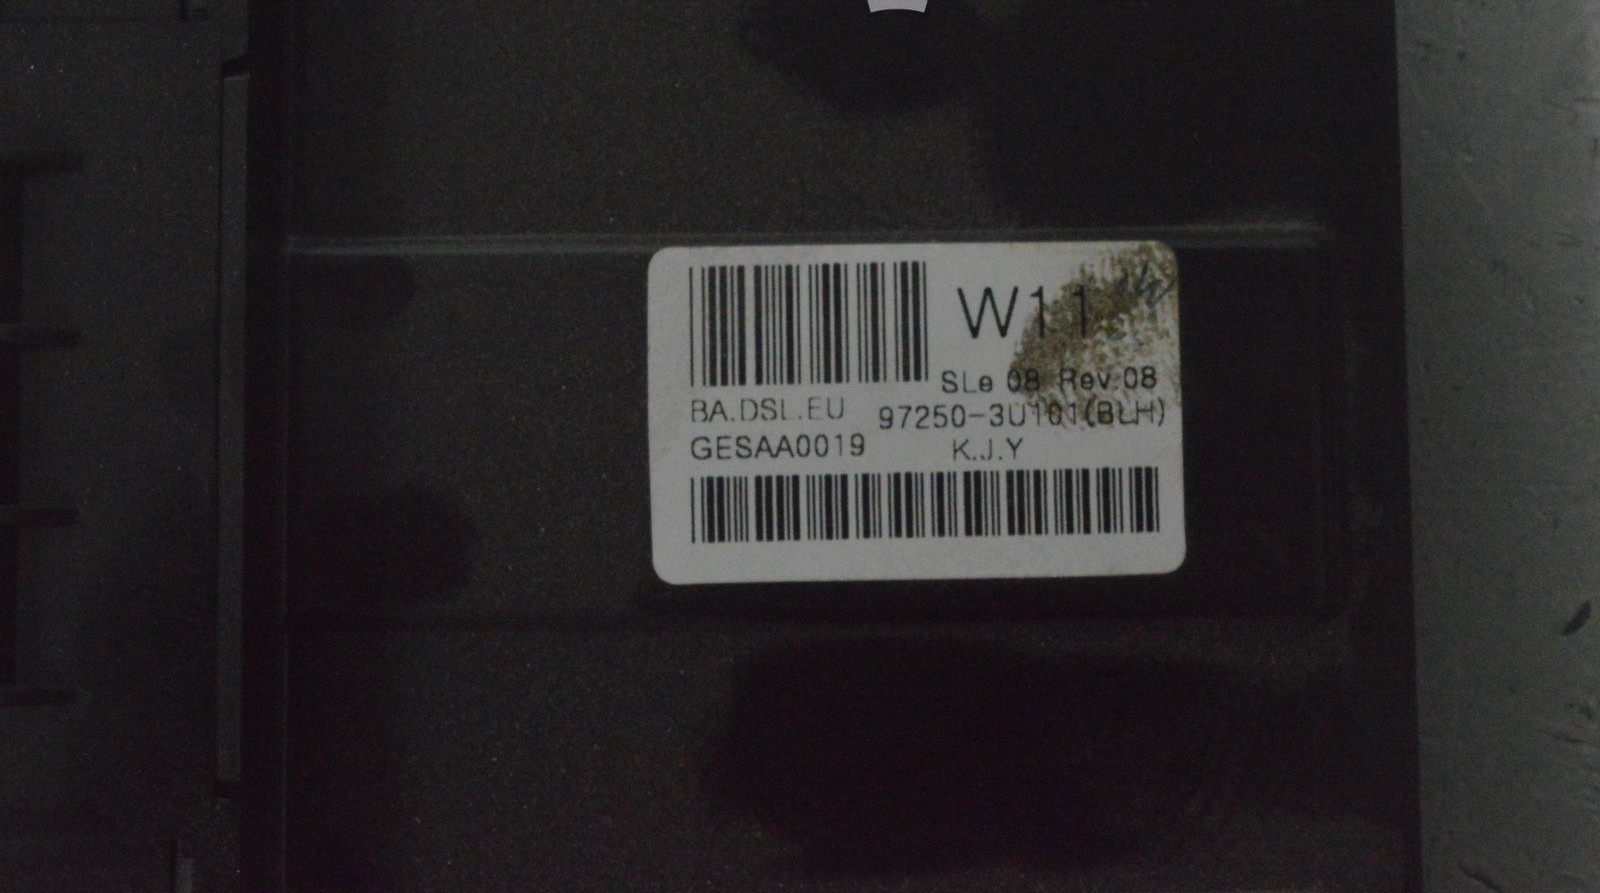 W11
SLe 08 Rev.08
BA.DSL.EU 97250-3U101(BLH)
GESAA0019 K.J.Y